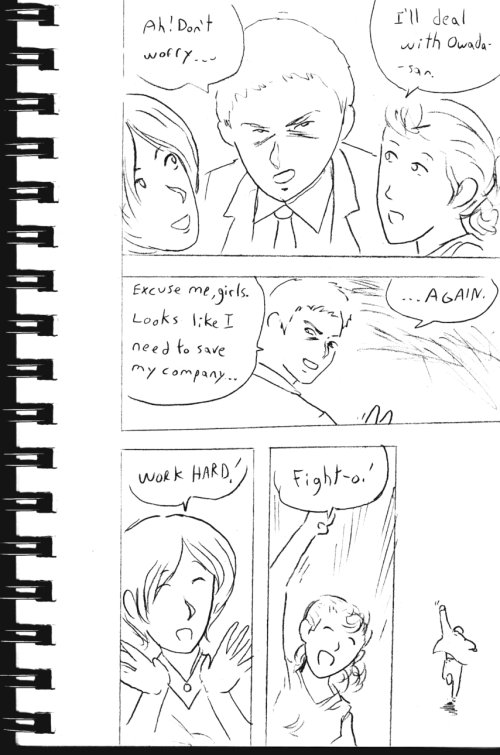 Ah! Don't
worry...
I'll deal
with Owada-
-san.
Excuse me, girls.
Looks like I
need to save
my company...
...AGAIN.
WORK HARD!
Fight-o!